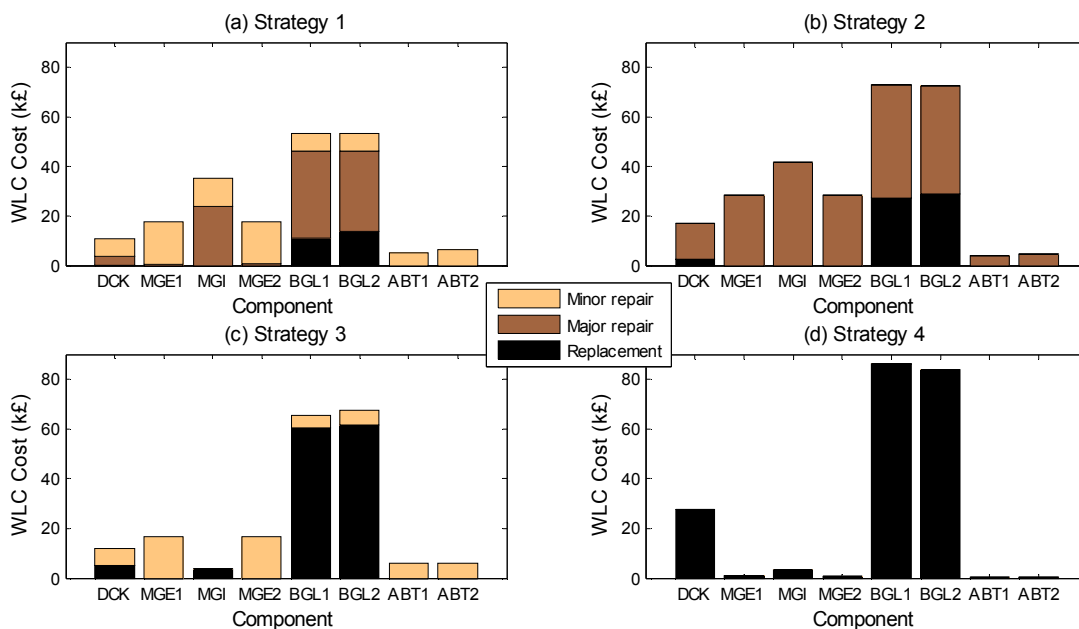 (a) Strategy 1
WLC Cost (k£)
80
60
40
20
0
DCK MGE1 MGI MGE2 BGL1 BGL2 ABT1 ABT2
Component
(b) Strategy 2
WLC Cost (k£)
80
60
40
20
0
DCK MGE1 MGI MGE2 BGL1 BGL2 ABT1 ABT2
Component
Minor repair
Major repair
Replacement
(c) Strategy 3
WLC Cost (k£)
80
60
40
20
0
DCK MGE1 MGI MGE2 BGL1 BGL2 ABT1 ABT2
Component
(d) Strategy 4
WLC Cost (k£)
80
60
40
20
0
DCK MGE1 MGI MGE2 BGL1 BGL2 ABT1 ABT2
Component